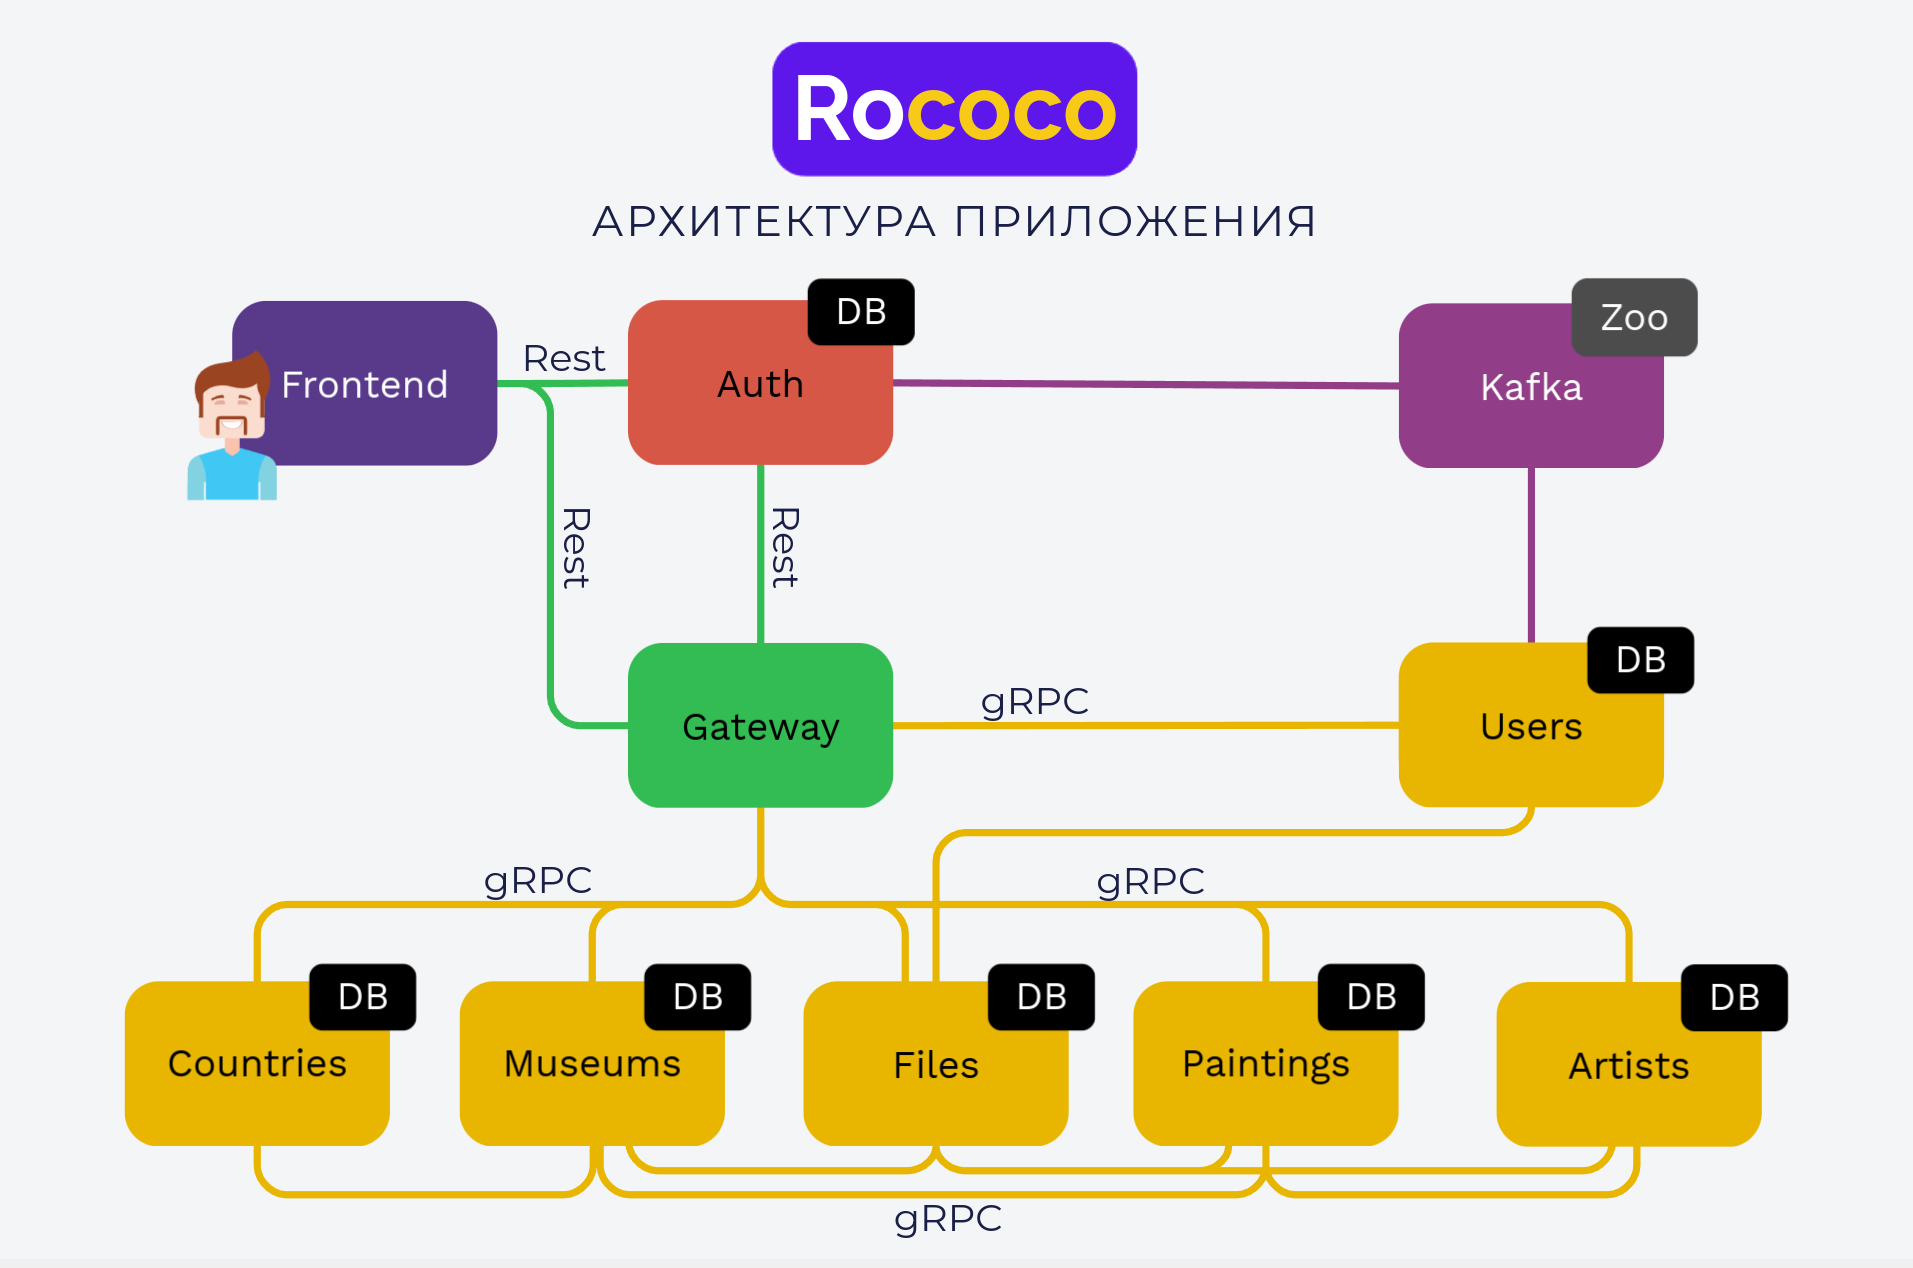 Rococo
АРХИТЕКТУРА ПРИЛОЖЕНИЯ
Frontend
Rest
Auth
DB
Kafka
Zoo
Rest
Rest
Gateway
gRPC
Users
DB
gRPC
gRPC
Countries
DB
Museums
DB
Files
DB
Paintings
DB
Artists
DB
gRPC